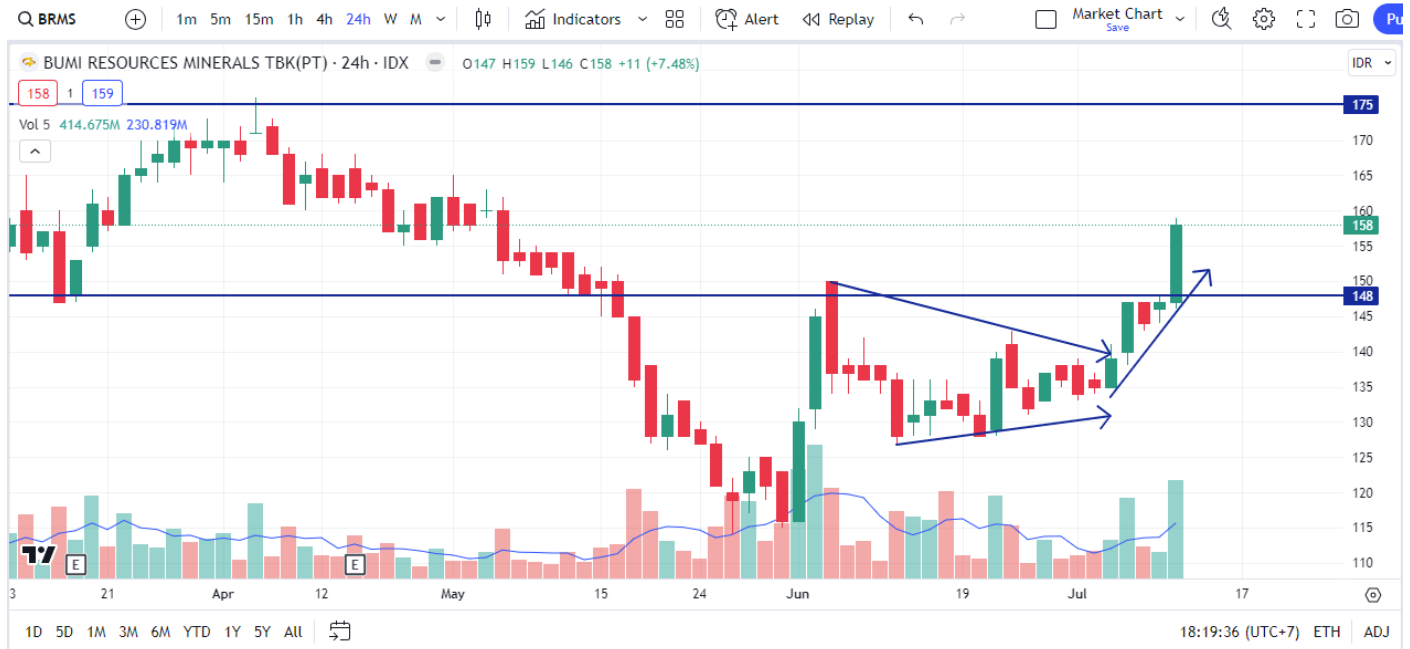 BRMS 1m 5m 15m 1h 4h 24h W M Indicators Alert Replay Market Chart Save Pu
BUMI RESOURCES MINERALS TBK(PT) · 24h · IDX O147 H159 L146 C158 +11 (+7.48%) IDR
158 1 159
Vol 5 414.675M 230.819M
175
170
165
160
158
155
150
148
145
140
135
130
125
120
115
110
E E
3 21 Apr 12 May 15 24 Jun 19 Jul 17
1D 5D 1M 3M 6M YTD 1Y 5Y All 18:19:36 (UTC+7) ETH ADJ